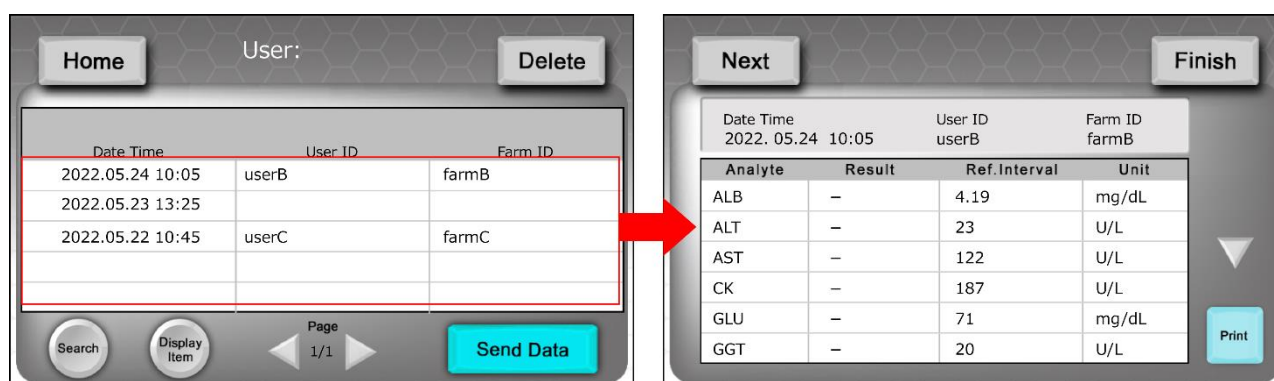 Home
User:
Delete
Date Time User ID Farm ID
2022.05.24 10:05 userB farmB
2022.05.23 13:25
2022.05.22 10:45 userC farmC
Search
Display
Item
Page
1/1
Send Data
Next
Finish
Date Time User ID Farm ID
2022. 05.24 10:05 userB farmB
Analyte Result Ref.Interval Unit
ALB – 4.19 mg/dL
ALT – 23 U/L
AST – 122 U/L
CK – 187 U/L
GLU – 71 mg/dL
GGT – 20 U/L
Print